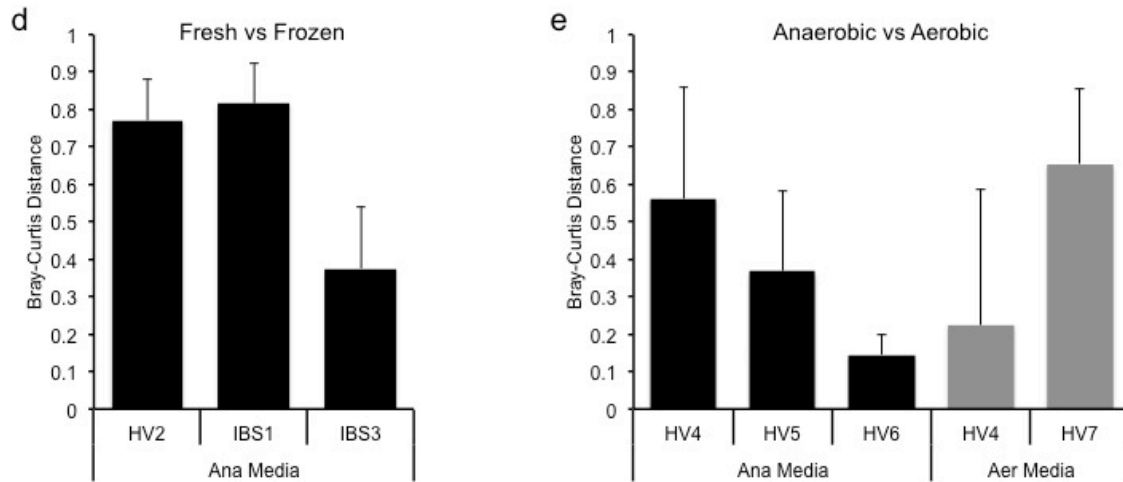 d
Fresh vs Frozen
Bray-Curtis Distance
1
0.9
0.8
0.7
0.6
0.5
0.4
0.3
0.2
0.1
0
HV2 IBS1 IBS3
Ana Media
e
Anaerobic vs Aerobic
Bray-Curtis Distance
1
0.9
0.8
0.7
0.6
0.5
0.4
0.3
0.2
0.1
0
HV4 HV5 HV6 HV4 HV7
Ana Media Aer Media